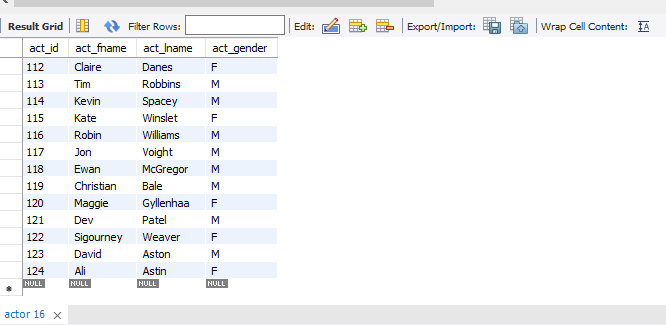 Result Grid Filter Rows: Edit: Export/Import: Wrap Cell Content: IA
act_id act_fname act_lname act_gender
112 Claire Danes F
113 Tim Robbins M
114 Kevin Spacey M
115 Kate Winslet F
116 Robin Williams M
117 Jon Voight M
118 Ewan McGregor M
119 Christian Bale M
120 Maggie Gyllenhaa F
121 Dev Patel M
122 Sigourney Weaver F
123 David Aston M
124 Ali Astin F
NULL NULL NULL NULL
actor 16